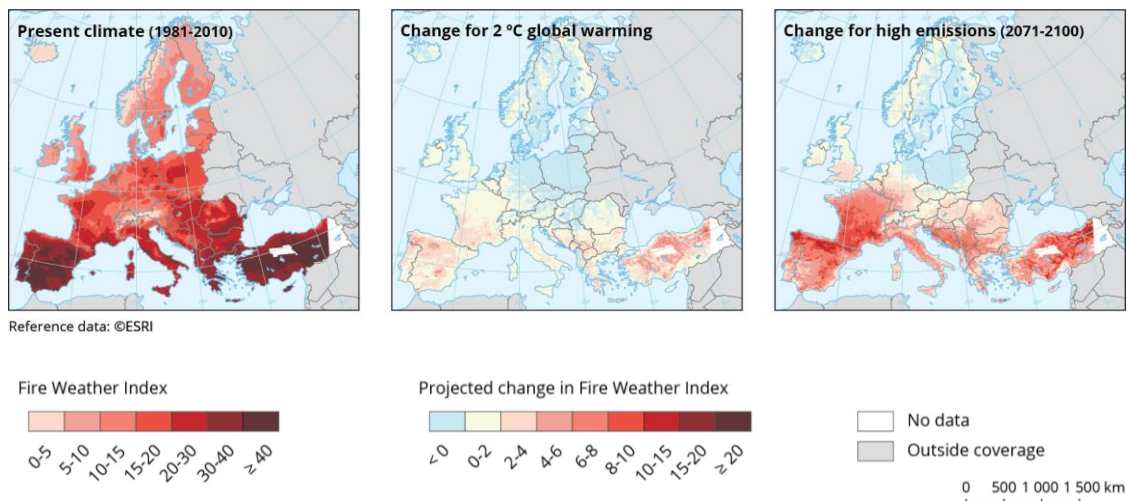 Present climate (1981-2010)
Change for 2 ºC global warming
Change for high emissions (2071-2100)
Reference data: ©ESRI
Fire Weather Index
0-5
5-10
10-15
15-20
20-30
30-40
≥ 40
Projected change in Fire Weather Index
< 0
0-2
2-4
4-6
6-8
8-10
10-15
15-20
≥ 20
No data
Outside coverage
0 500 1 000 1 500 km